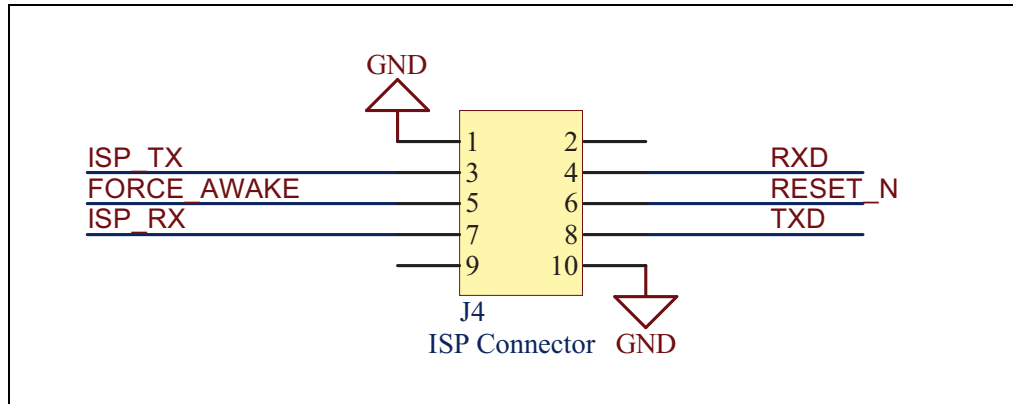 GND
1 2
ISP_TX 3 4 RXD
FORCE_AWAKE 5 6 RESET_N
ISP_RX 7 8 TXD
9 10
J4
ISP Connector GND